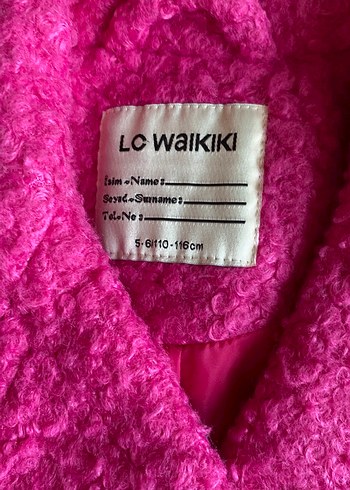 LC WAIKIKI
İsim-Name:
Soyad-Surname:
Tel-No:
5-6/110-116cm